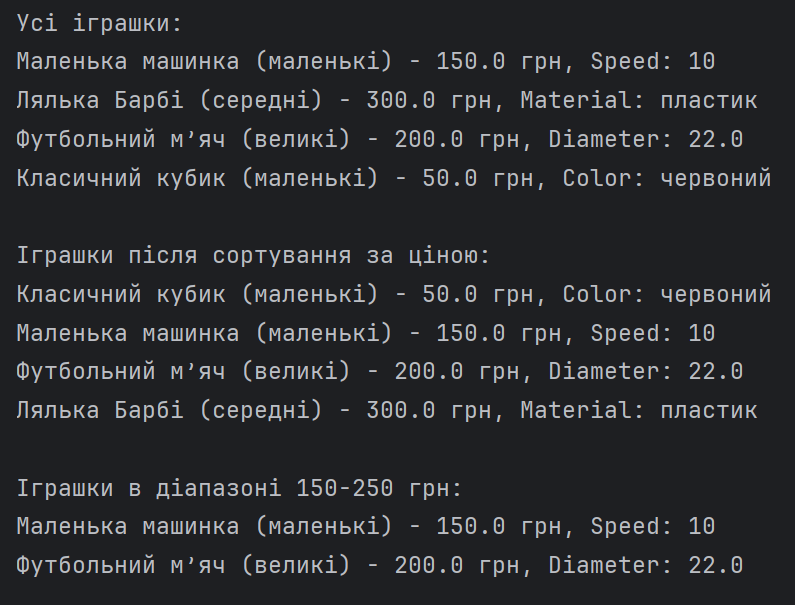 Усі іграшки:
Маленька машинка (маленькі) - 150.0 грн, Speed: 10
Лялька Барбі (середні) - 300.0 грн, Material: пластик
Футбольний м’яч (великі) - 200.0 грн, Diameter: 22.0
Класичний кубик (маленькі) - 50.0 грн, Color: червоний

Іграшки після сортування за ціною:
Класичний кубик (маленькі) - 50.0 грн, Color: червоний
Маленька машинка (маленькі) - 150.0 грн, Speed: 10
Футбольний м’яч (великі) - 200.0 грн, Diameter: 22.0
Лялька Барбі (середні) - 300.0 грн, Material: пластик

Іграшки в діапазоні 150-250 грн:
Маленька машинка (маленькі) - 150.0 грн, Speed: 10
Футбольний м’яч (великі) - 200.0 грн, Diameter: 22.0